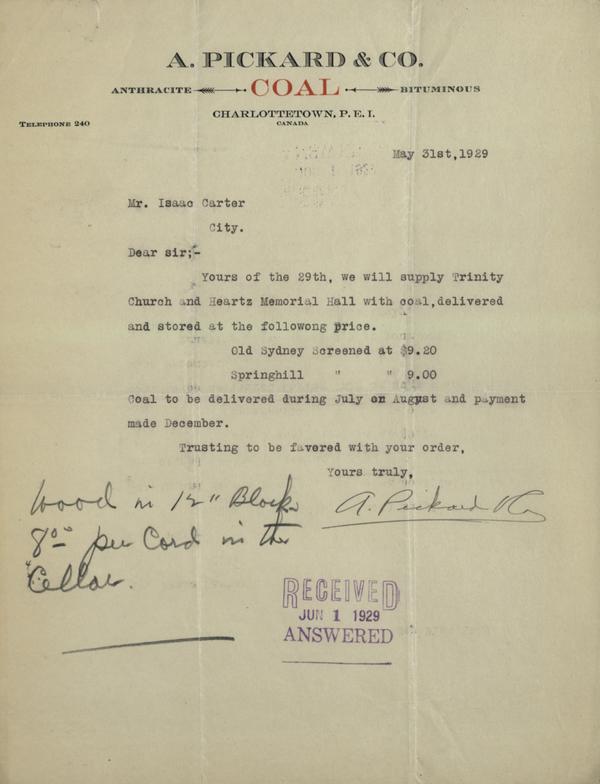 A. PICKARD & CO.
ANTHRACITE COAL BITUMINOUS
CHARLOTTETOWN, P. E. I.
CANADA
TELEPHONE 240
May 31st,1929
Mr. Isaac Carter
City.
Dear sir;-
Yours of the 29th, we will supply Trinity
Church and Heartz Memorial Hall with coal,delivered
and stored at the followong price.
Old Sydney Screened at $9.20
Springhill " " 9.00
Coal to be delivered during July or August and payment
made December.
Trusting to be favered with your order,
Yours truly,
A. Pickard & Co
Wood in 12" Block
8.00 per Cord in the
Cellar.
RECEIVED
JUN 1 1929
ANSWERED